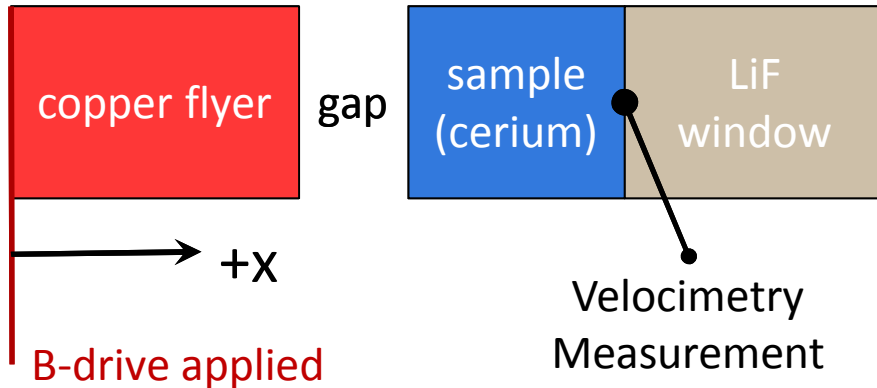 copper flyer
gap
sample
(cerium)
LiF
window
+x
B-drive applied
Velocimetry
Measurement